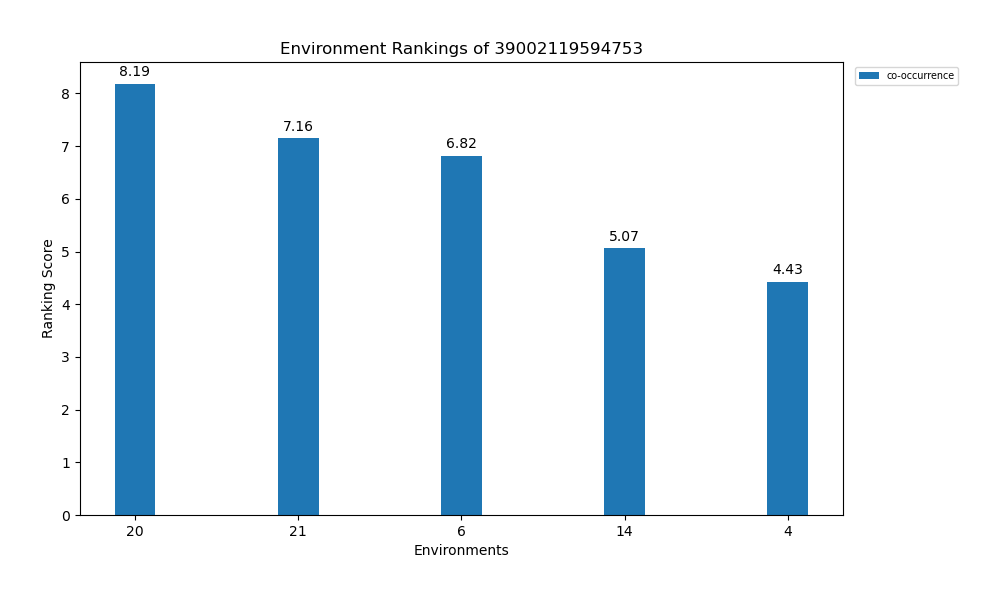 Environment Rankings of 39002119594753
co-occurrence
8.19
7.16
6.82
5.07
4.43
Ranking Score
8
7
6
5
4
3
2
1
0
20 21 6 14 4
Environments